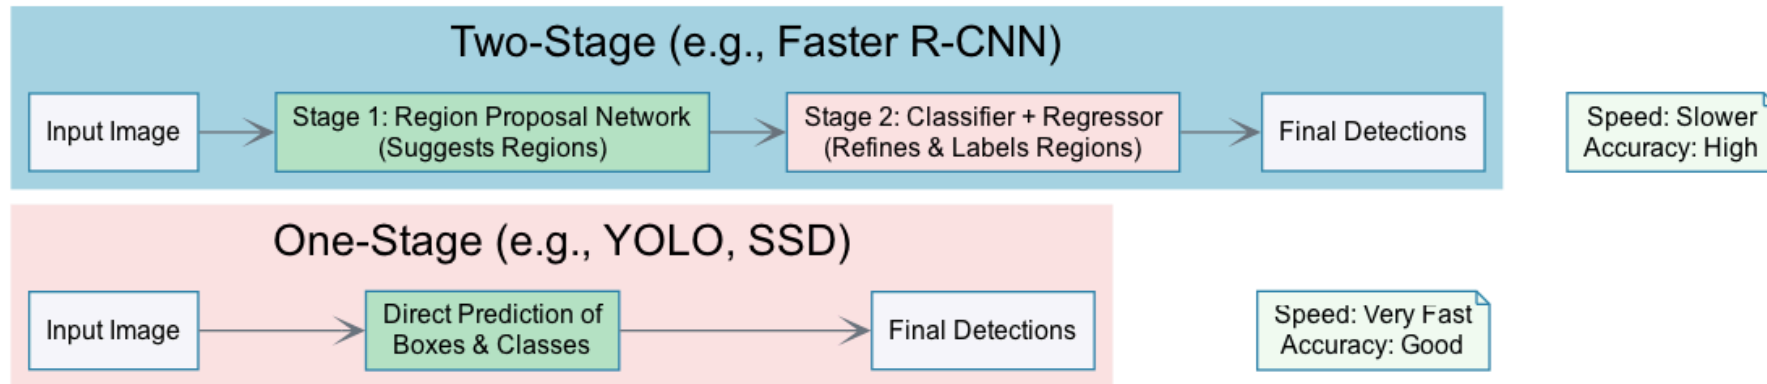 Two-Stage (e.g., Faster R-CNN)
Input Image
Stage 1: Region Proposal Network
(Suggests Regions)
Stage 2: Classifier + Regressor
(Refines & Labels Regions)
Final Detections
Speed: Slower
Accuracy: High
One-Stage (e.g., YOLO, SSD)
Input Image
Direct Prediction of
Boxes & Classes
Final Detections
Speed: Very Fast
Accuracy: Good